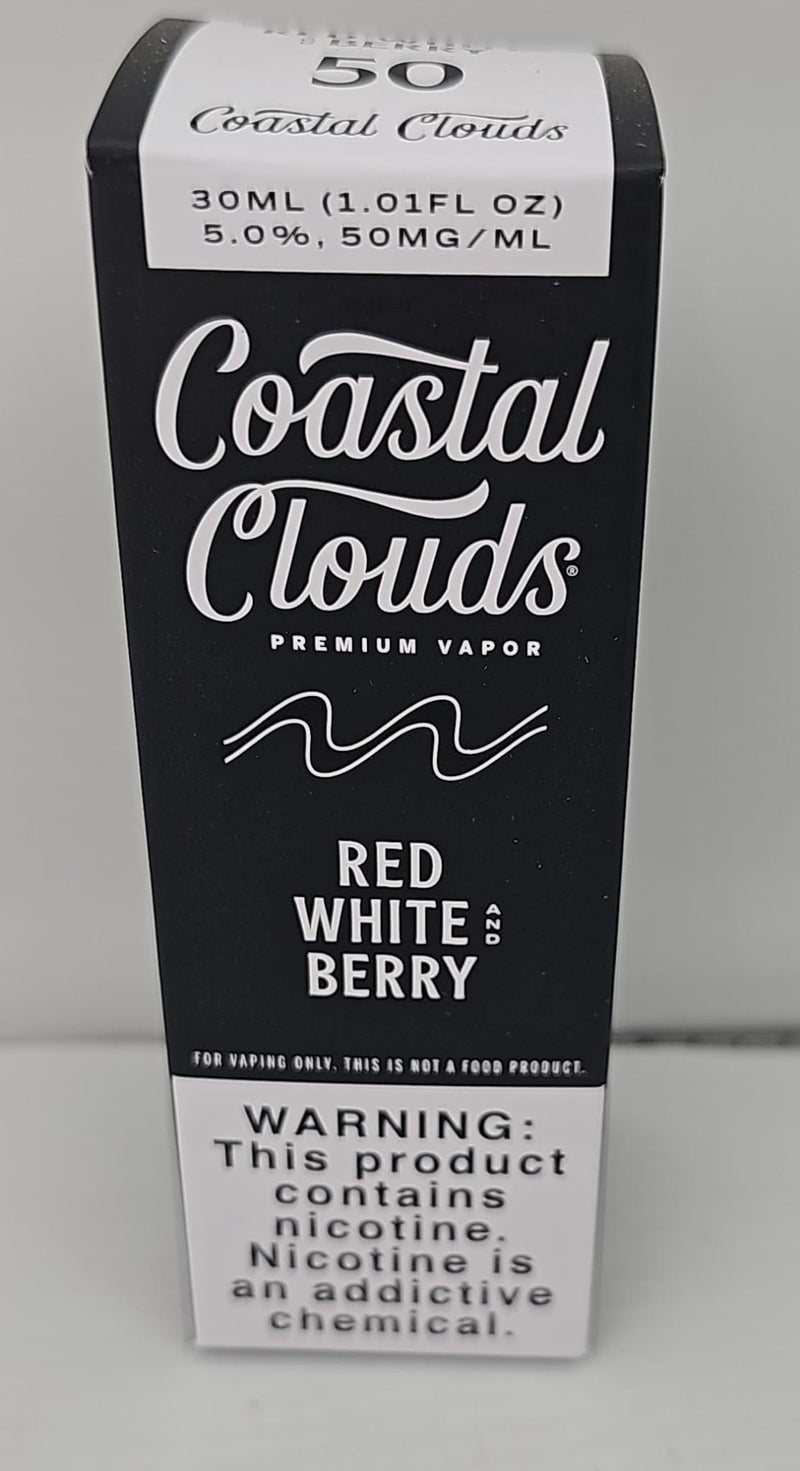 BERRY
50
Coastal Clouds
30ML (1.01FL OZ)
5.0%, 50MG/ML
Coastal
Clouds®
PREMIUM VAPOR
RED
WHITE AND
BERRY
FOR VAPING ONLY. THIS IS NOT A FOOD PRODUCT.
WARNING:
This product
contains
nicotine.
Nicotine is
an addictive
chemical.